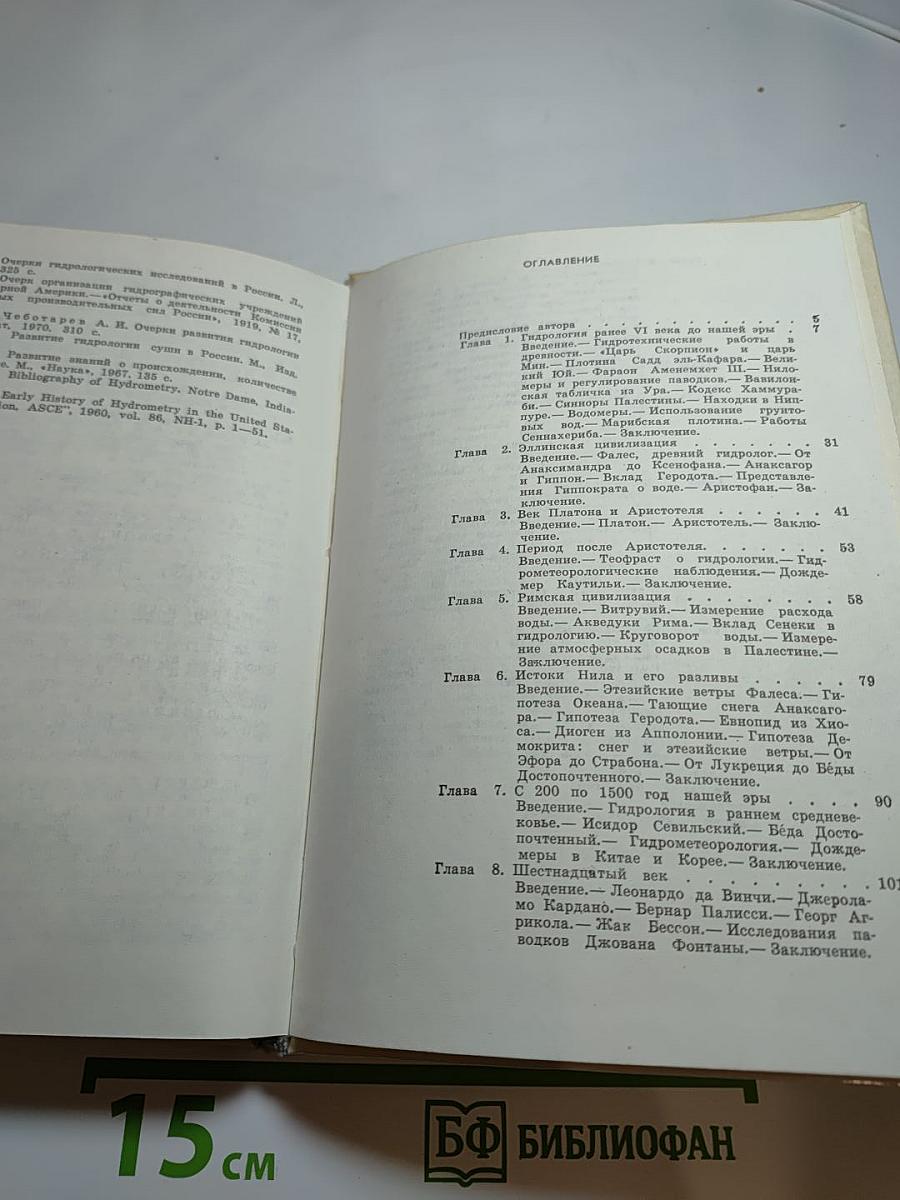 Очерки гидрологических исследований в России. Л.,
325 с.
Очерк организации гидрографических учреждений
рной Америки.— «Отчеты о деятельности Комиссии
ых производительных сил России», 1919, № 17,
Чеботарев А. И. Очерки развития гидрологии
т, 1970. 310 с.
Развитие гидрологии суши в России. М., Изд.
Развитие знаний о происхождении, количестве
е. М., «Наука», 1967. 135 с.
Bibliography of Hydrometry. Notre Dame, India-
Early History of Hydrometry in the United Sta-
ion, ASCE", 1960, vol. 86, NH-1, p. 1—51.
ОГЛАВЛЕНИЕ
Предисловие автора . . . . . . . . . . . . 5
Глава 1. Гидрология ранее VI века до нашей эры . 7
Введение.— Гидротехнические работы в
древности.— «Царь Скорпион» и царь
Мин.— Плотина Садд эль-Кафара.— Вели-
кий Юй.— Фараон Аменемхет III.— Нило-
меры и регулирование паводков.— Вавилон-
ская табличка из Ура.— Кодекс Хаммура-
би.— Синноры Палестины.— Находки в Нип-
пуре.— Водомеры.— Использование грунто-
вых вод.— Марибская плотина.— Работы
Сеннахериба.— Заключение.
Глава 2. Эллинская цивилизация . . . . . . . 31
Введение.— Фалес, древний гидролог.— От
Анаксимандра до Ксенофана.— Анаксагор
и Гиппон.— Вклад Геродота.— Представле-
ния Гиппократа о воде.— Аристофан.— За-
ключение.
Глава 3. Век Платона и Аристотеля . . . . . . 41
Введение.— Платон.— Аристотель.— Заклю-
чение.
Глава 4. Период после Аристотеля. . . . . . . 53
Введение.— Теофраст о гидрологии.— Гид-
рометеорологические наблюдения.— Дожде-
мер Каутильи.— Заключение.
Глава 5. Римская цивилизация . . . . . . . . 58
Введение.— Витрувий.— Измерение расхода
воды.— Акведуки Рима.— Вклад Сенеки в
гидрологию.— Круговорот воды.— Измере-
ние атмосферных осадков в Палестине.—
Заключение.
Глава 6. Истоки Нила и его разливы . . . . . 79
Введение.— Этезийские ветры Фалеса.— Ги-
потеза Океана.— Тающие снега Анаксаго-
ра.— Гипотеза Геродота.— Евнопид из Хио-
са.— Диоген из Апполонии.— Гипотеза Де-
мокрита: снег и этезийские ветры.— От
Эфора до Страбона.— От Лукреция до Бéды
Достопочтенного.— Заключение.
Глава 7. С 200 по 1500 год нашей эры . . . . 90
Введение.— Гидрология в раннем средневе-
ковье.— Исидор Севильский.— Бéда Досто-
почтенный.— Гидрометеорология.— Дожде-
меры в Китае и Корее.— Заключение.
Глава 8. Шестнадцатый век . . . . . . . . . 101
Введение.— Леонардо да Винчи.— Джерола-
мо Кардано.— Бернар Палисси.— Георг Аг-
рикола.— Жак Бессон.— Исследования па-
водков Джована Фонтаны.— Заключение.
15 см
БФ БИБЛИОФАН